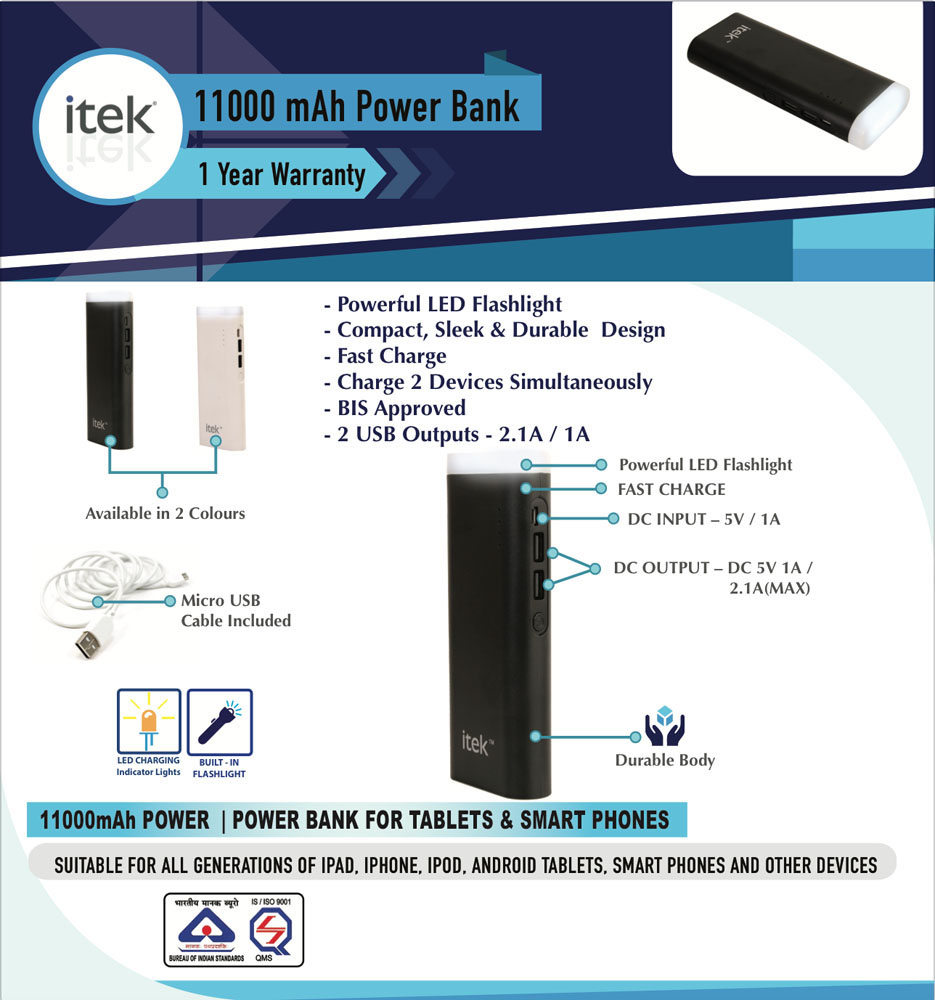 itek
11000 mAh Power Bank
1 Year Warranty
itek™
- Powerful LED Flashlight
- Compact, Sleek & Durable Design
- Fast Charge
- Charge 2 Devices Simultaneously
- BIS Approved
- 2 USB Outputs - 2.1A / 1A
itek™
itek™
Available in 2 Colours
Powerful LED Flashlight
FAST CHARGE
DC INPUT – 5V / 1A
DC OUTPUT – DC 5V 1A /
2.1A(MAX)
Micro USB
Cable Included
LED CHARGING
Indicator Lights
BUILT - IN
FLASHLIGHT
itek™
Durable Body
11000mAh POWER | POWER BANK FOR TABLETS & SMART PHONES
SUITABLE FOR ALL GENERATIONS OF IPAD, IPHONE, IPOD, ANDROID TABLETS, SMART PHONES AND OTHER DEVICES
भारतीय मानक ब्यूरो
IS / ISO 9001
BUREAU OF INDIAN STANDARDS
QMS